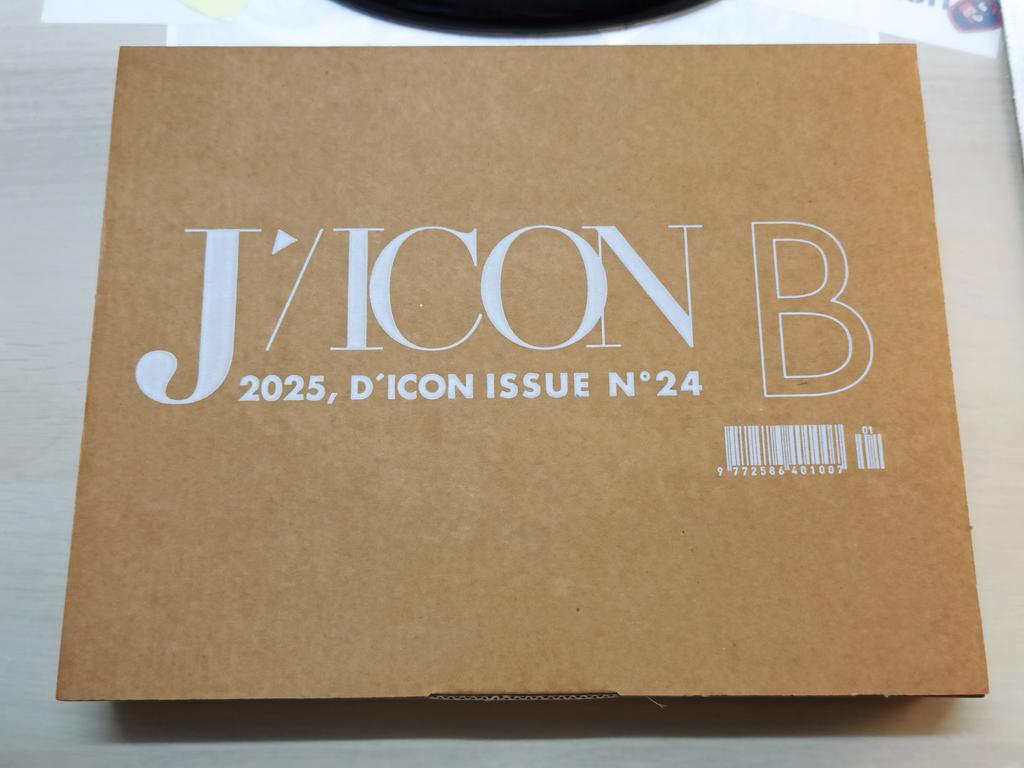 J'/ICON B
2025, D'ICON ISSUE N°24
01
9 772586 401007